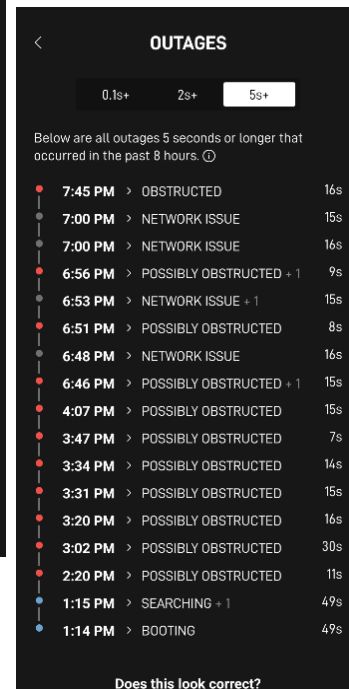 OUTAGES
0.1s+ 2s+ 5s+
Below are all outages 5 seconds or longer that
occurred in the past 8 hours.
7:45 PM > OBSTRUCTED 16s
7:00 PM > NETWORK ISSUE 15s
7:00 PM > NETWORK ISSUE 16s
6:56 PM > POSSIBLY OBSTRUCTED + 1 9s
6:53 PM > NETWORK ISSUE + 1 15s
6:51 PM > POSSIBLY OBSTRUCTED 8s
6:48 PM > NETWORK ISSUE 16s
6:46 PM > POSSIBLY OBSTRUCTED + 1 15s
4:07 PM > POSSIBLY OBSTRUCTED 15s
3:47 PM > POSSIBLY OBSTRUCTED 7s
3:34 PM > POSSIBLY OBSTRUCTED 14s
3:31 PM > POSSIBLY OBSTRUCTED 15s
3:20 PM > POSSIBLY OBSTRUCTED 16s
3:02 PM > POSSIBLY OBSTRUCTED 30s
2:20 PM > POSSIBLY OBSTRUCTED 11s
1:15 PM > SEARCHING + 1 49s
1:14 PM > BOOTING 49s
Does this look correct?